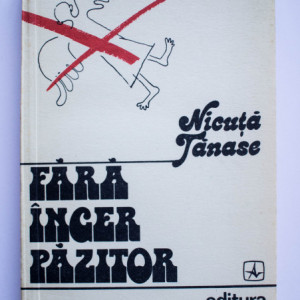 Nicuță
Tănase
FĂRĂ
ÎNGER
PĂZITOR
editura